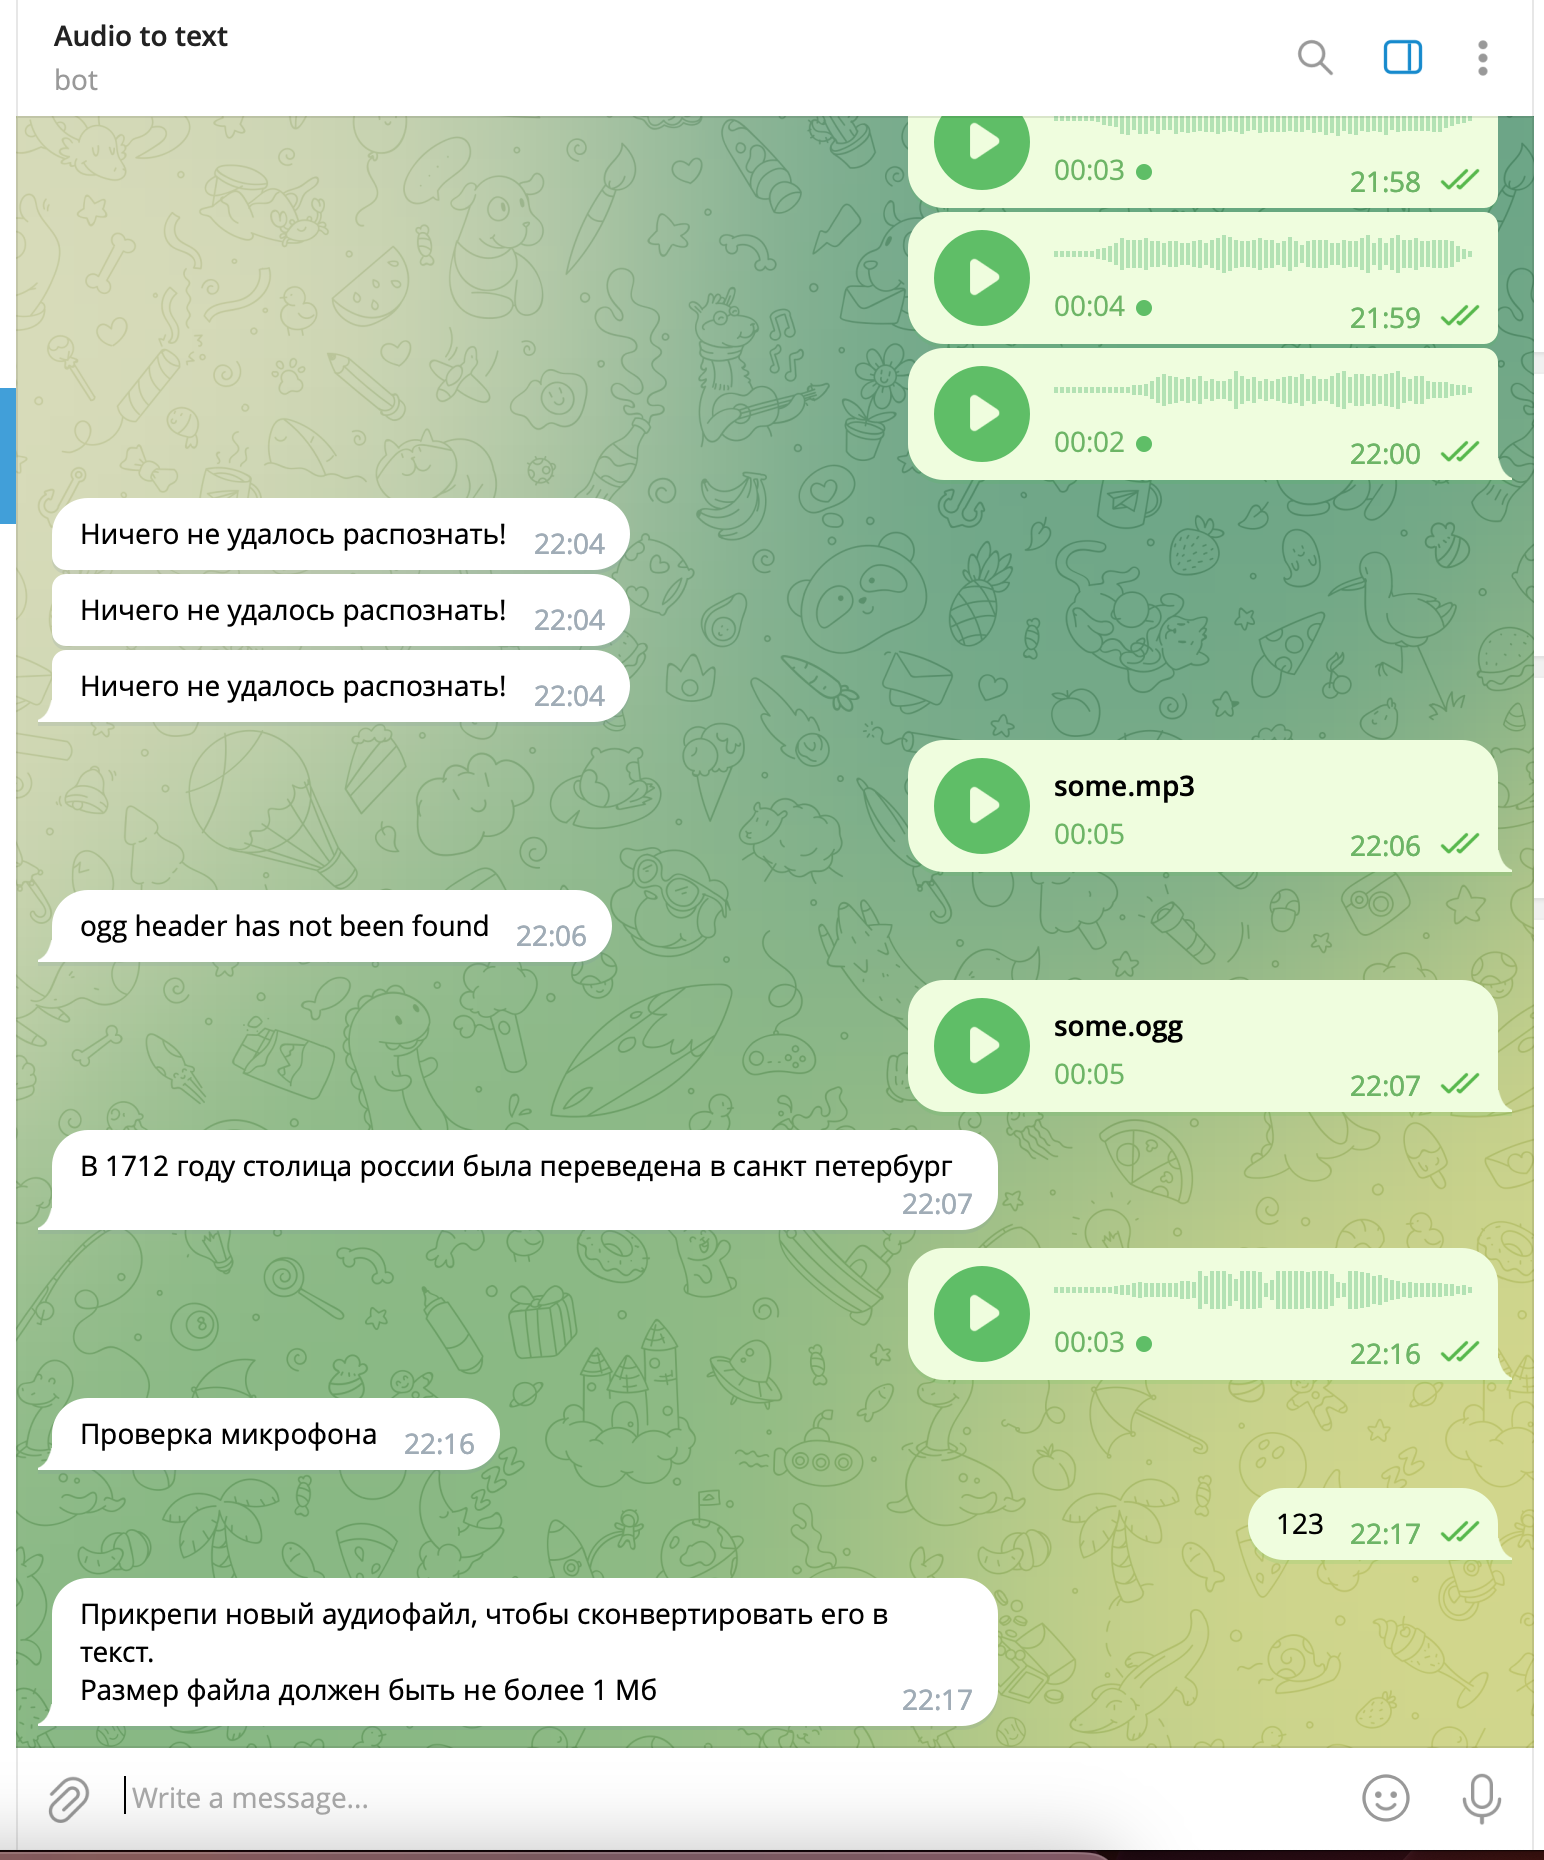 Audio to text
bot
00:03
21:58
00:04
21:59
00:02
22:00
Ничего не удалось распознать! 22:04
Ничего не удалось распознать! 22:04
Ничего не удалось распознать! 22:04
some.mp3
00:05
22:06
ogg header has not been found 22:06
some.ogg
00:05
22:07
В 1712 году столица россии была переведена в санкт петербург
22:07
00:03
22:16
Проверка микрофона 22:16
123 22:17
Прикрепи новый аудиофайл, чтобы сконвертировать его в
текст.
Размер файла должен быть не более 1 Мб
22:17
Write a message...